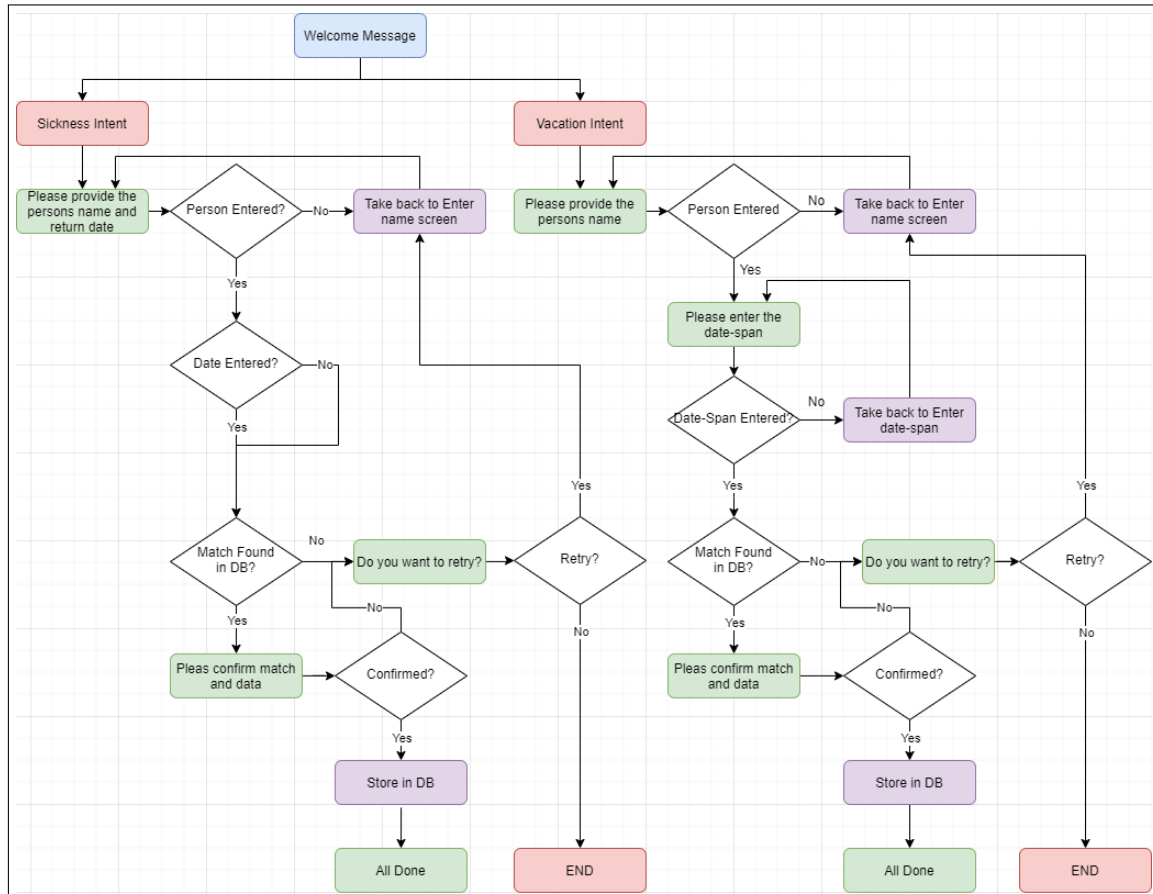 Welcome Message
Sickness Intent
Vacation Intent
Please provide the
persons name and
return date
Person Entered?
No
Take back to Enter
name screen
Please provide the
persons name
Person Entered
No
Take back to Enter
name screen
Yes
Yes
Please enter the
date-span
Date Entered?
No
Yes
Date-Span Entered?
No
Take back to Enter
date-span
Yes
Yes
Yes
Match Found
in DB?
No
Do you want to retry?
Retry?
Match Found
in DB?
No
Do you want to retry?
Retry?
Yes
No
No
Yes
No
No
Pleas confirm match
and data
Confirmed?
Pleas confirm match
and data
Confirmed?
Yes
Yes
Store in DB
Store in DB
All Done
END
All Done
END